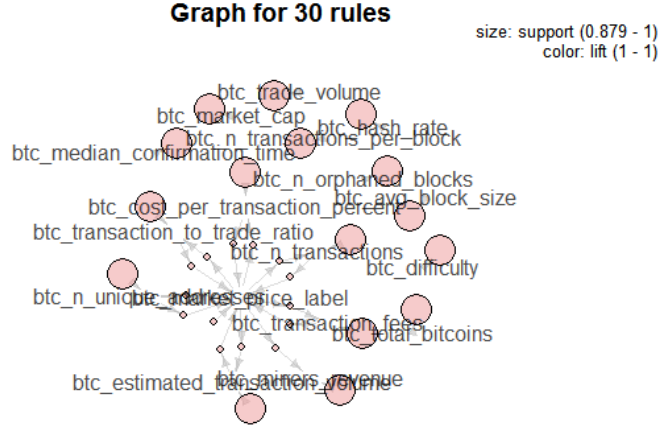 Graph for 30 rules
size: support (0.879 - 1)
color: lift (1 - 1)
btc_trade_volume
btc_market_cap
btc_hash_rate
btc_n_transactions_per_block
btc_median_confirmation_time
btc_n_orphaned_blocks
btc_avg_block_size
btc_cost_per_transaction_percent
btc_transaction_to_trade_ratio
btc_n_transactions
btc_difficulty
btc_n_unique_addresses
btc_market_price_label
btc_transaction_fees
btc_total_bitcoins
btc_miners_revenue
btc_estimated_transaction_volume